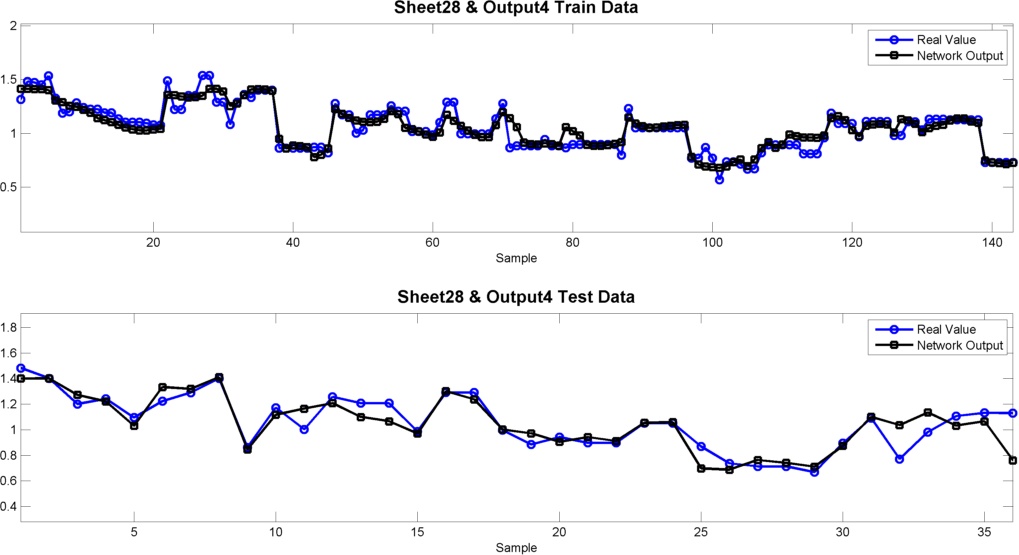 Sheet28 & Output4 Train Data
2
1.5
1
0.5
Real Value
Network Output
20 40 60 80 100 120 140
Sample
Sheet28 & Output4 Test Data
1.8
1.6
1.4
1.2
1
0.8
0.6
0.4
Real Value
Network Output
5 10 15 20 25 30 35
Sample